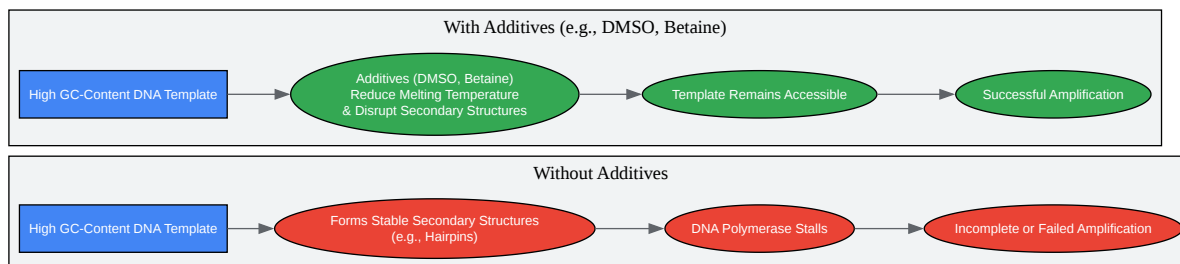 With Additives (e.g., DMSO, Betaine)
High GC-Content DNA Template
Additives (DMSO, Betaine)
Reduce Melting Temperature
& Disrupt Secondary Structures
Template Remains Accessible
Successful Amplification
Without Additives
High GC-Content DNA Template
Forms Stable Secondary Structures
(e.g., Hairpins)
DNA Polymerase Stalls
Incomplete or Failed Amplification